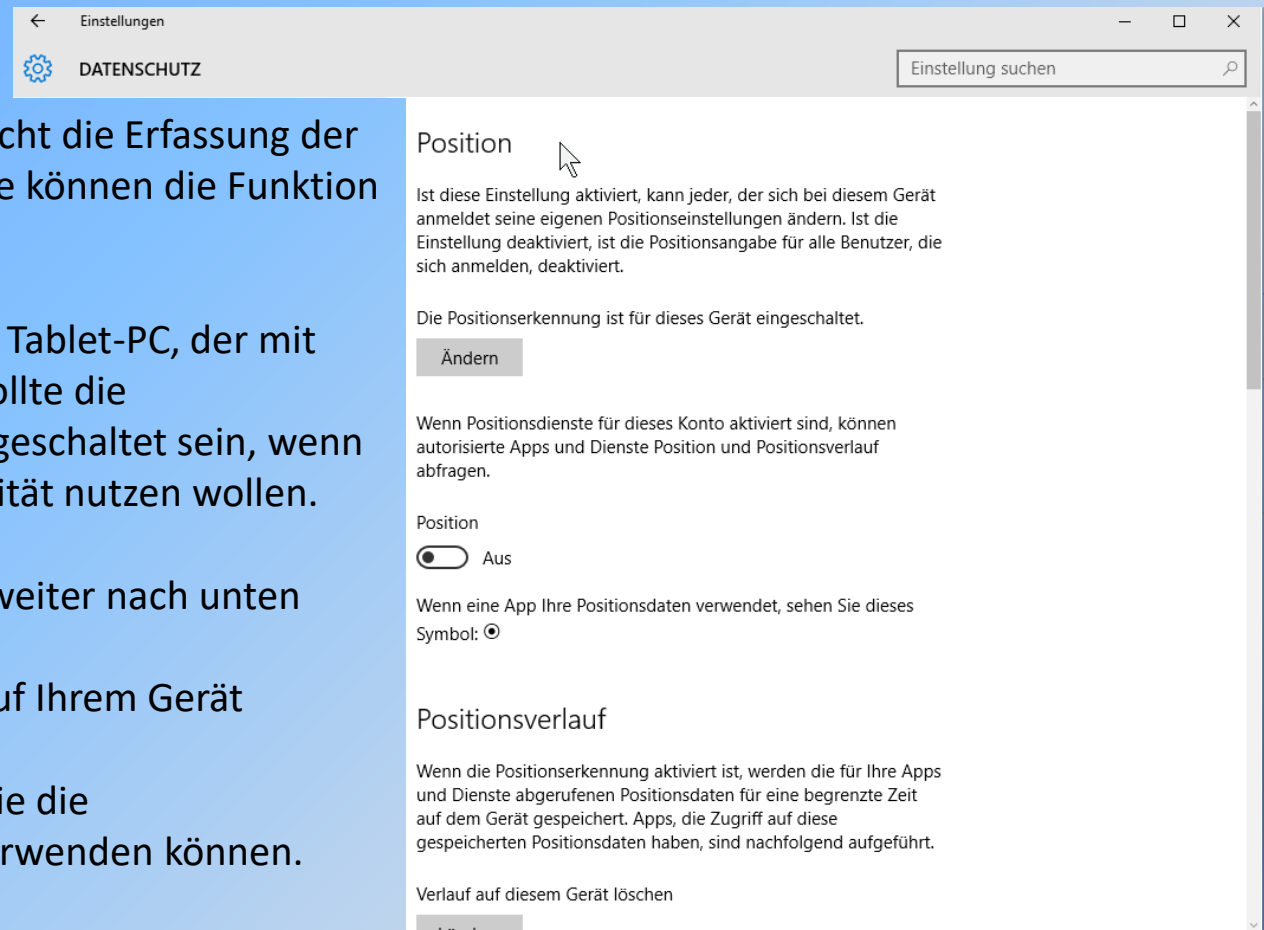 Einstellungen
DATENSCHUTZ
Einstellung suchen
cht die Erfassung der
e können die Funktion
Tablet-PC, der mit
ollte die
geschaltet sein, wenn
ität nutzen wollen.
weiter nach unten
uf Ihrem Gerät
ie die
rwenden können.
Position
Ist diese Einstellung aktiviert, kann jeder, der sich bei diesem Gerät
anmeldet seine eigenen Positionseinstellungen ändern. Ist die
Einstellung deaktiviert, ist die Positionsangabe für alle Benutzer, die
sich anmelden, deaktiviert.
Die Positionserkennung ist für dieses Gerät eingeschaltet.
Ändern
Wenn Positionsdienste für dieses Konto aktiviert sind, können
autorisierte Apps und Dienste Position und Positionsverlauf
abfragen.
Position
Aus
Wenn eine App Ihre Positionsdaten verwendet, sehen Sie dieses
Symbol:
Positionsverlauf
Wenn die Positionserkennung aktiviert ist, werden die für Ihre Apps
und Dienste abgerufenen Positionsdaten für eine begrenzte Zeit
auf dem Gerät gespeichert. Apps, die Zugriff auf diese
gespeicherten Positionsdaten haben, sind nachfolgend aufgeführt.
Verlauf auf diesem Gerät löschen